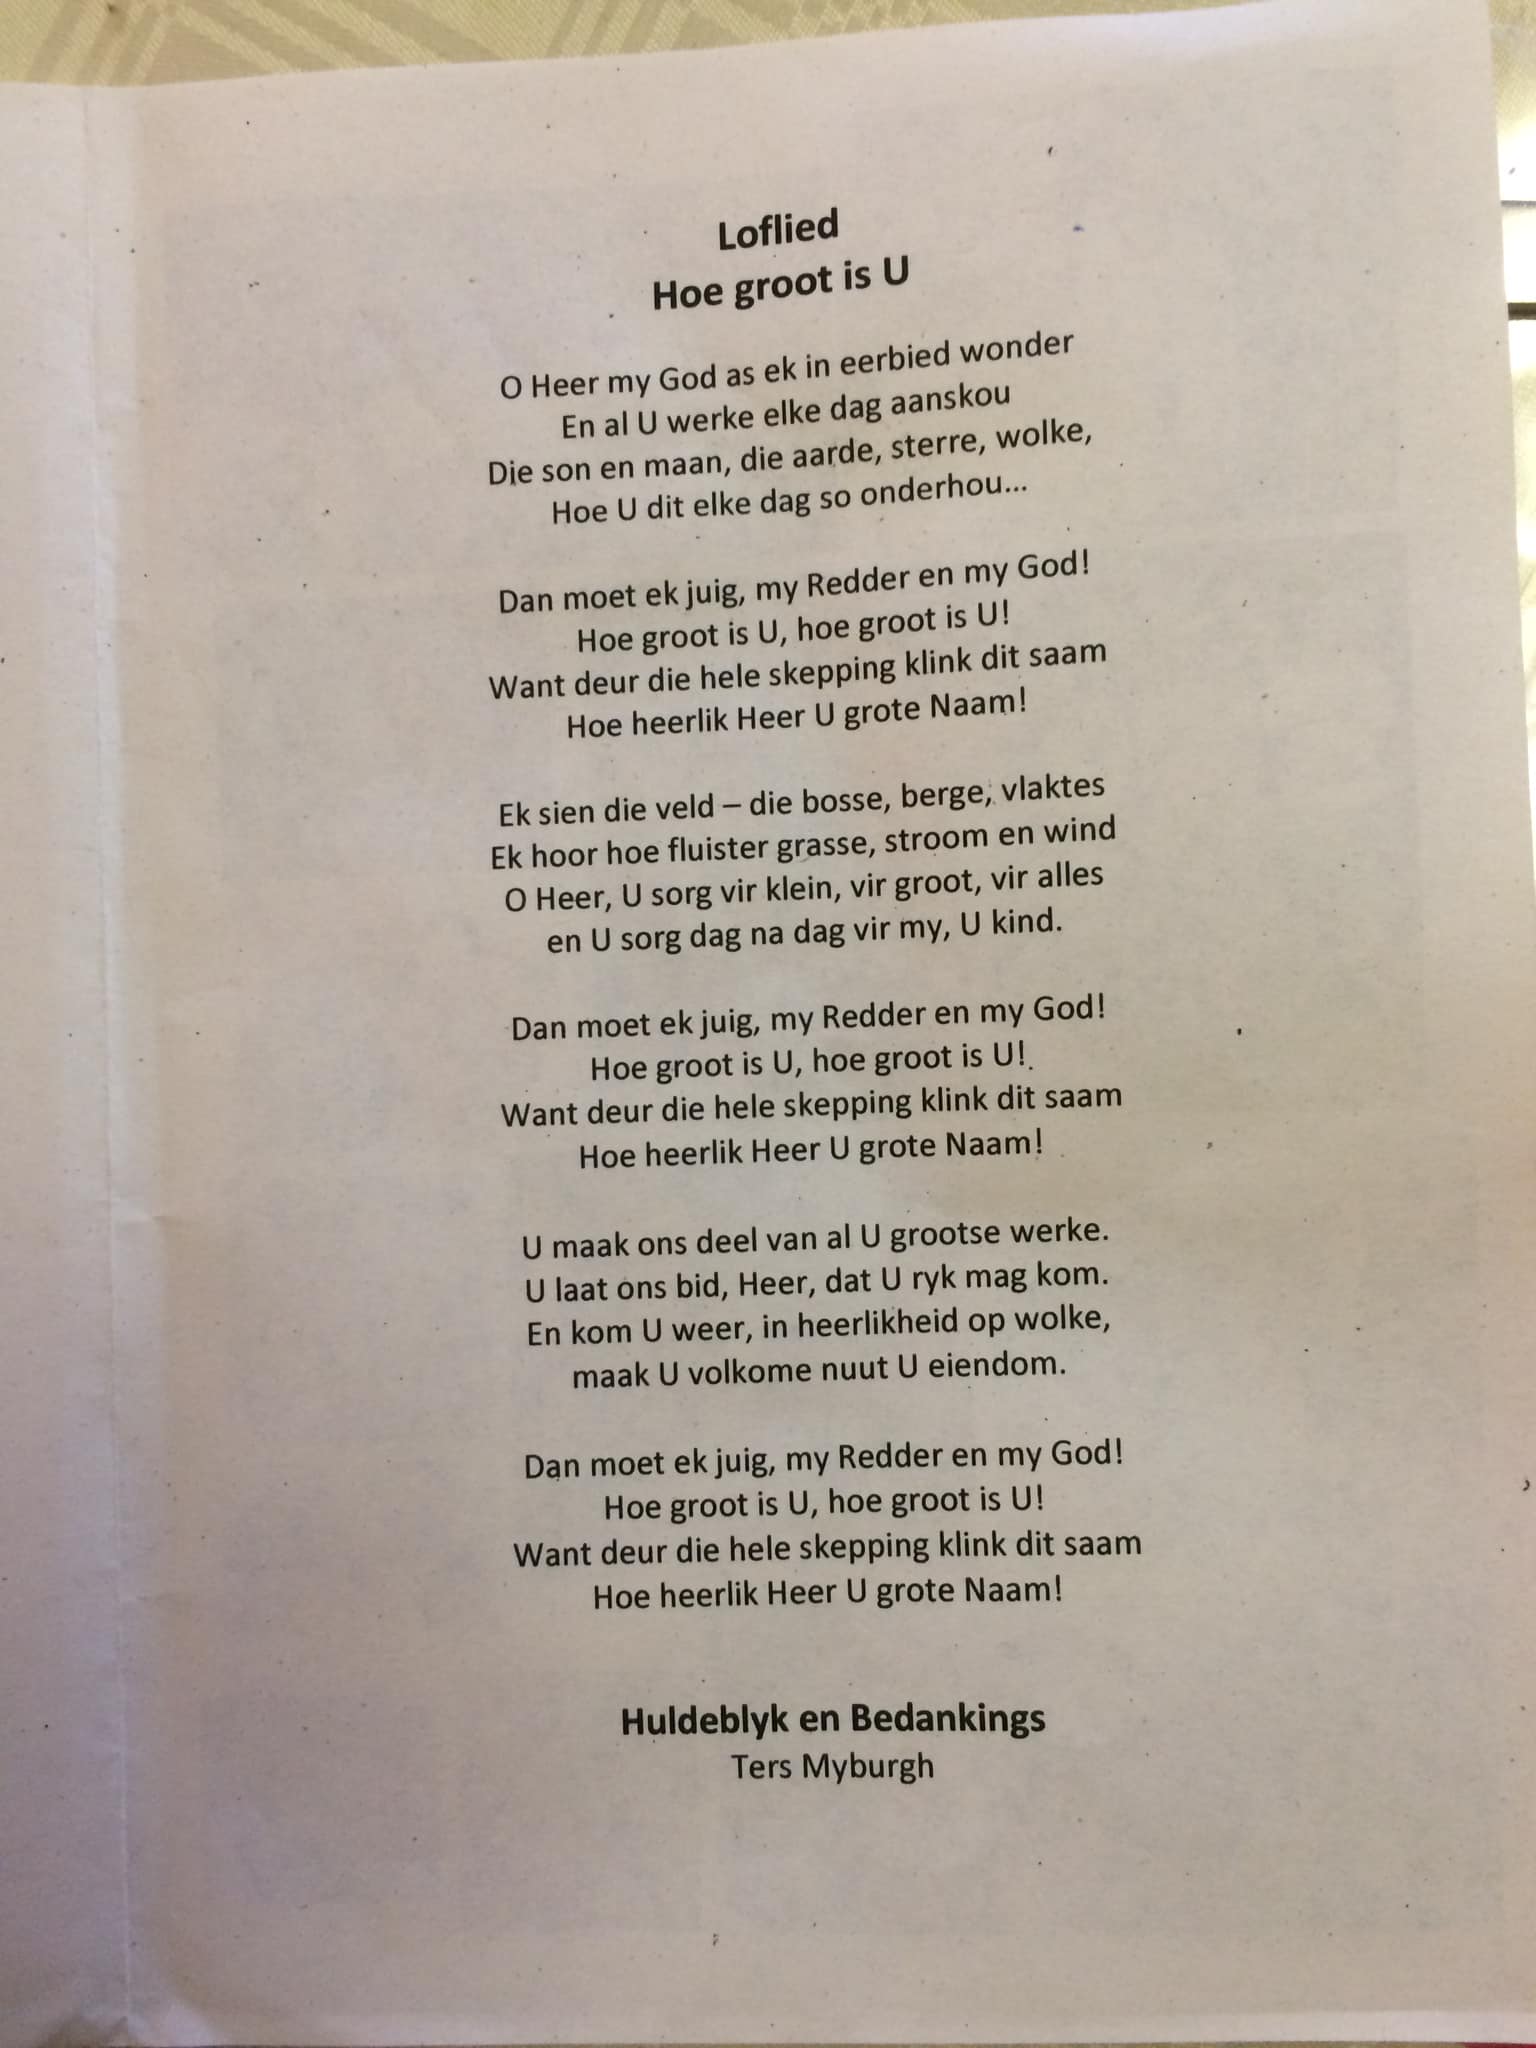 Loflied
Hoe groot is U
O Heer my God as ek in eerbied wonder
En al U werke elke dag aanskou
Die son en maan, die aarde, sterre, wolke,
Hoe U dit elke dag so onderhou...
Dan moet ek juig, my Redder en my God!
Hoe groot is U, hoe groot is U!
Want deur die hele skepping klink dit saam
Hoe heerlik Heer U grote Naam!
Ek sien die veld – die bosse, berge, vlaktes
Ek hoor hoe fluister grasse, stroom en wind
O Heer, U sorg vir klein, vir groot, vir alles
en U sorg dag na dag vir my, U kind.
Dan moet ek juig, my Redder en my God!
Hoe groot is U, hoe groot is U!
Want deur die hele skepping klink dit saam
Hoe heerlik Heer U grote Naam!
U maak ons deel van al U grootse werke.
U laat ons bid, Heer, dat U ryk mag kom.
En kom U weer, in heerlikheid op wolke,
maak U volkome nuut U eiendom.
Dan moet ek juig, my Redder en my God!
Hoe groot is U, hoe groot is U!
Want deur die hele skepping klink dit saam
Hoe heerlik Heer U grote Naam!
Huldeblyk en Bedankings
Ters Myburgh